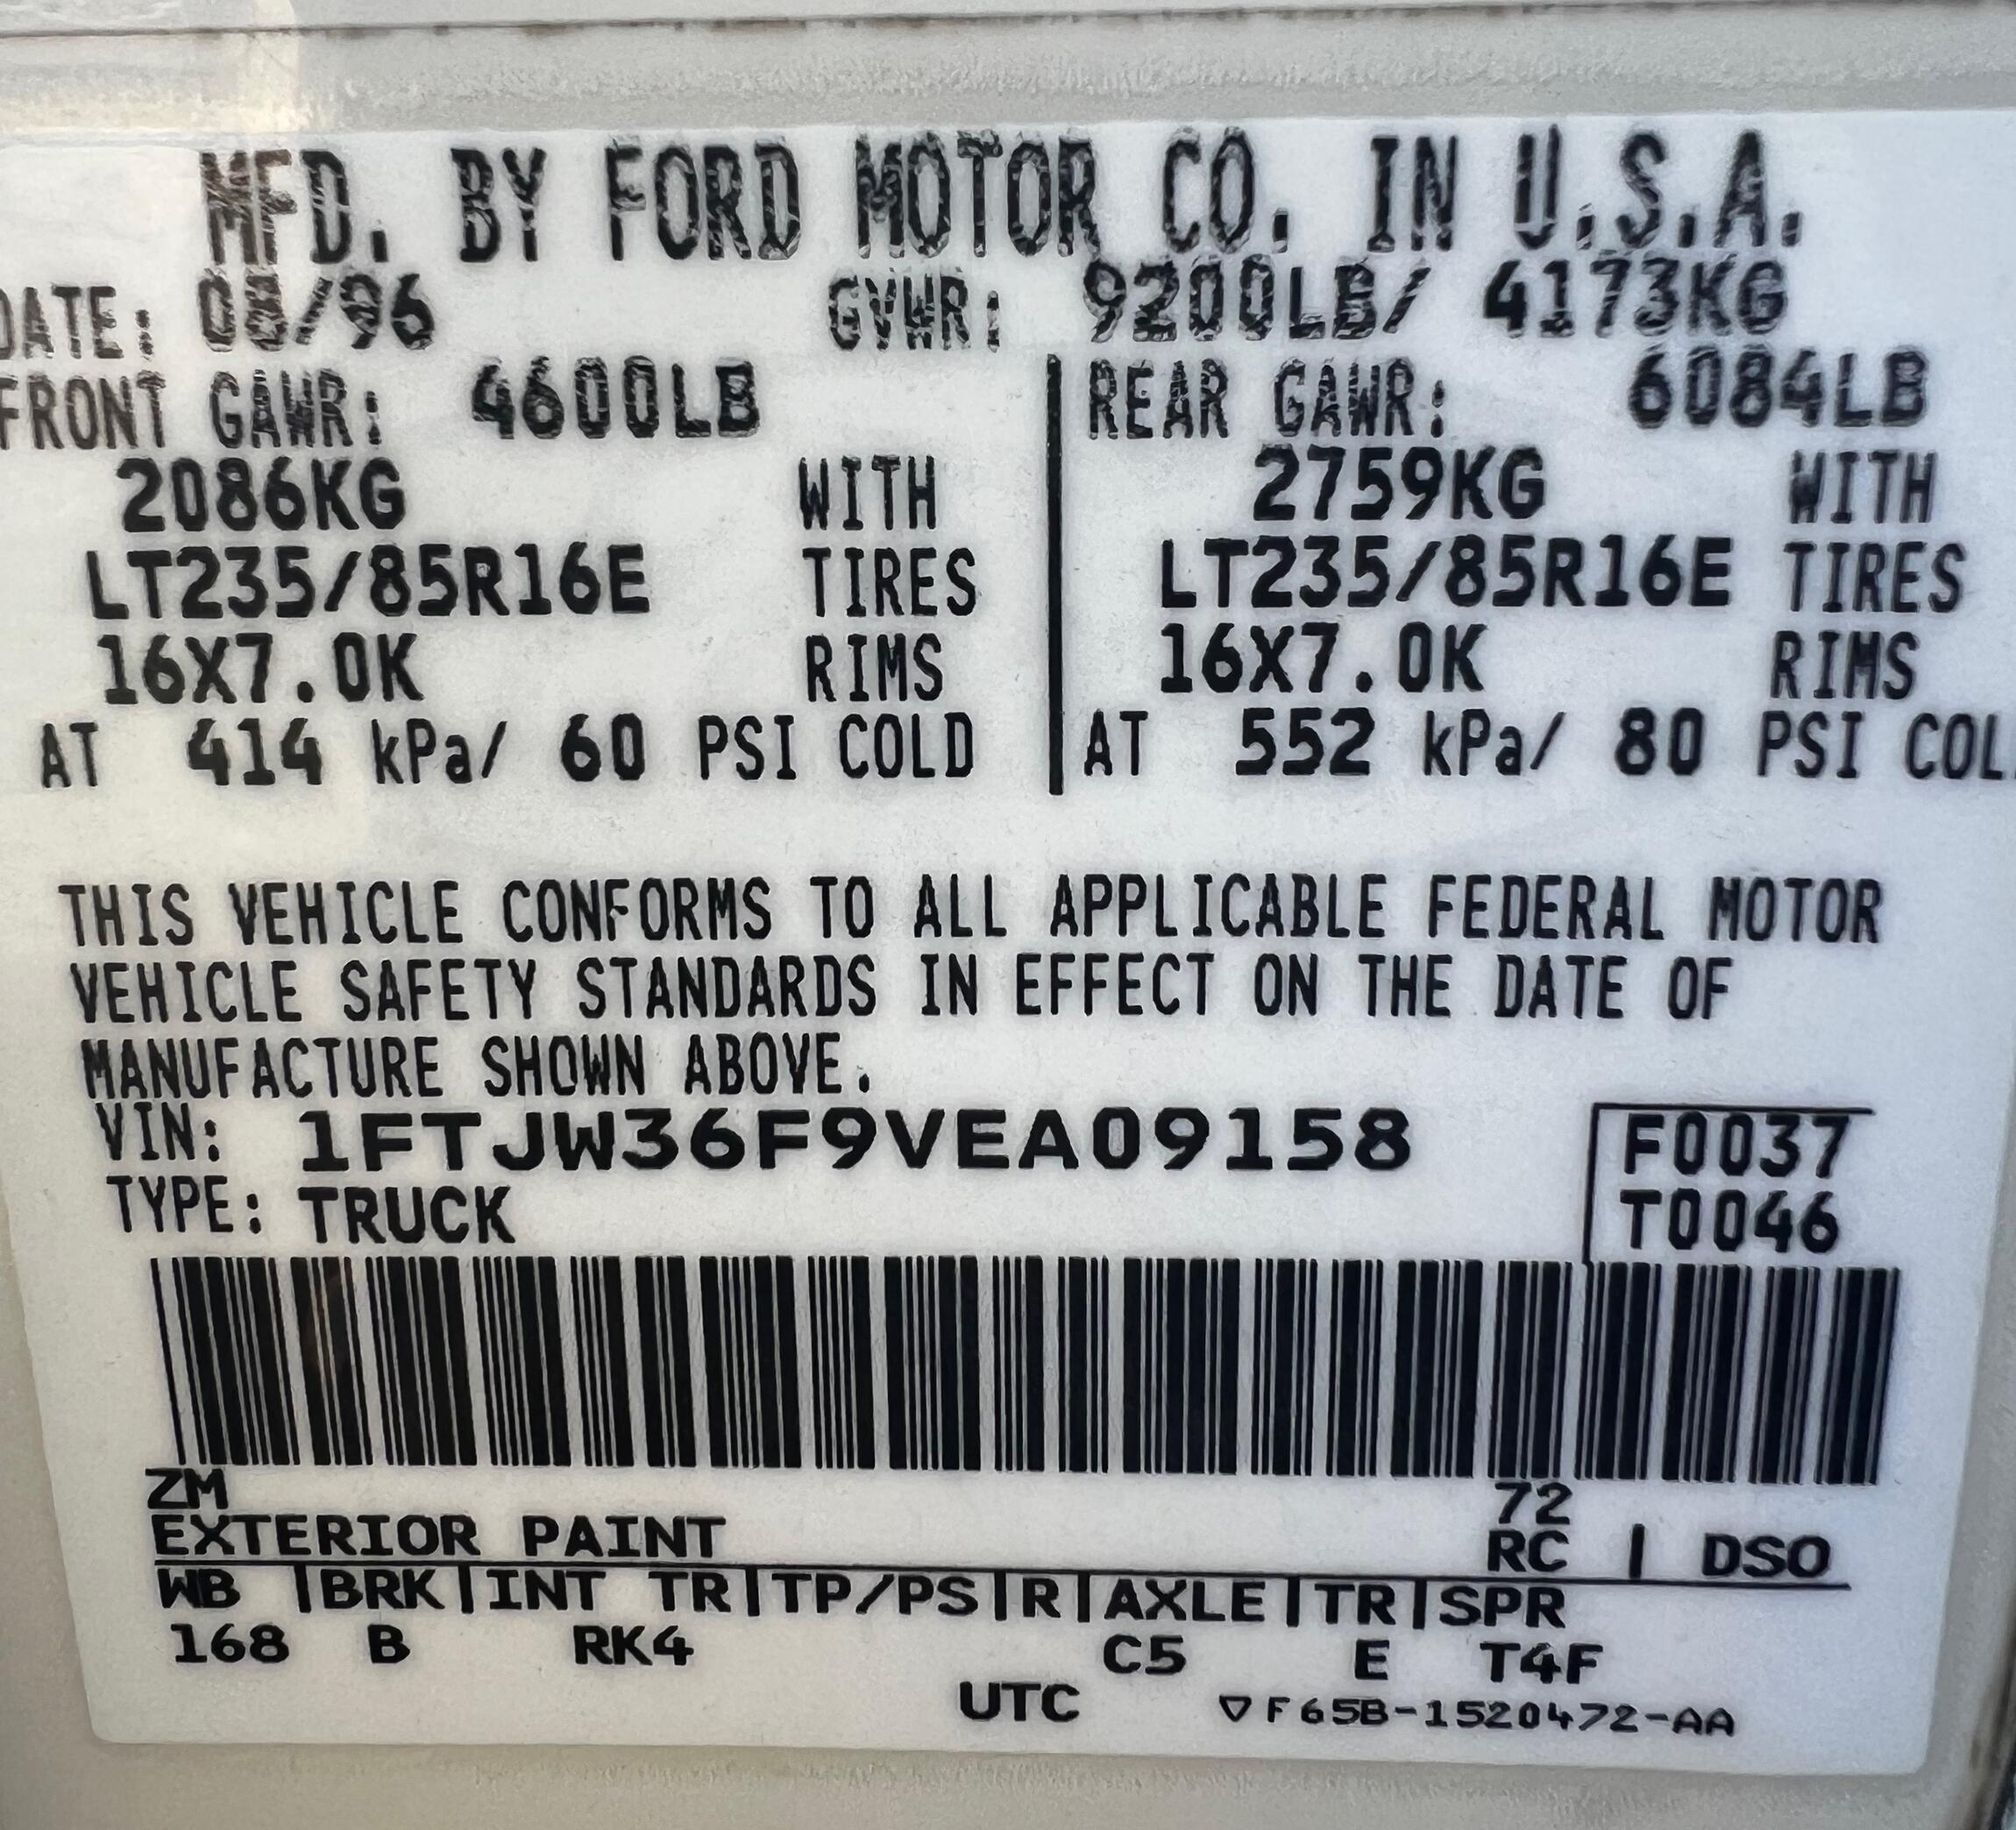 MFD. BY FORD MOTOR CO. IN U.S.A.
DATE: 08/96 GVWR: 9200LB/ 4173KG
FRONT GAWR: 4600LB REAR GAWR: 6084LB
2086KG WITH 2759KG WITH
LT235/85R16E TIRES LT235/85R16E TIRES
16X7.0K RIMS 16X7.0K RIMS
AT 414 kPa/ 60 PSI COLD AT 552 kPa/ 80 PSI COL
THIS VEHICLE CONFORMS TO ALL APPLICABLE FEDERAL MOTOR
VEHICLE SAFETY STANDARDS IN EFFECT ON THE DATE OF
MANUFACTURE SHOWN ABOVE.
VIN: 1FTJW36F9VEA09158 F0037
TYPE: TRUCK T0046
ZM 72
EXTERIOR PAINT RC | DSO
WB |BRK|INT TR|TP/PS|R|AXLE|TR|SPR
168 B RK4 C5 E T4F
UTC ▽F65B-1520472-AA